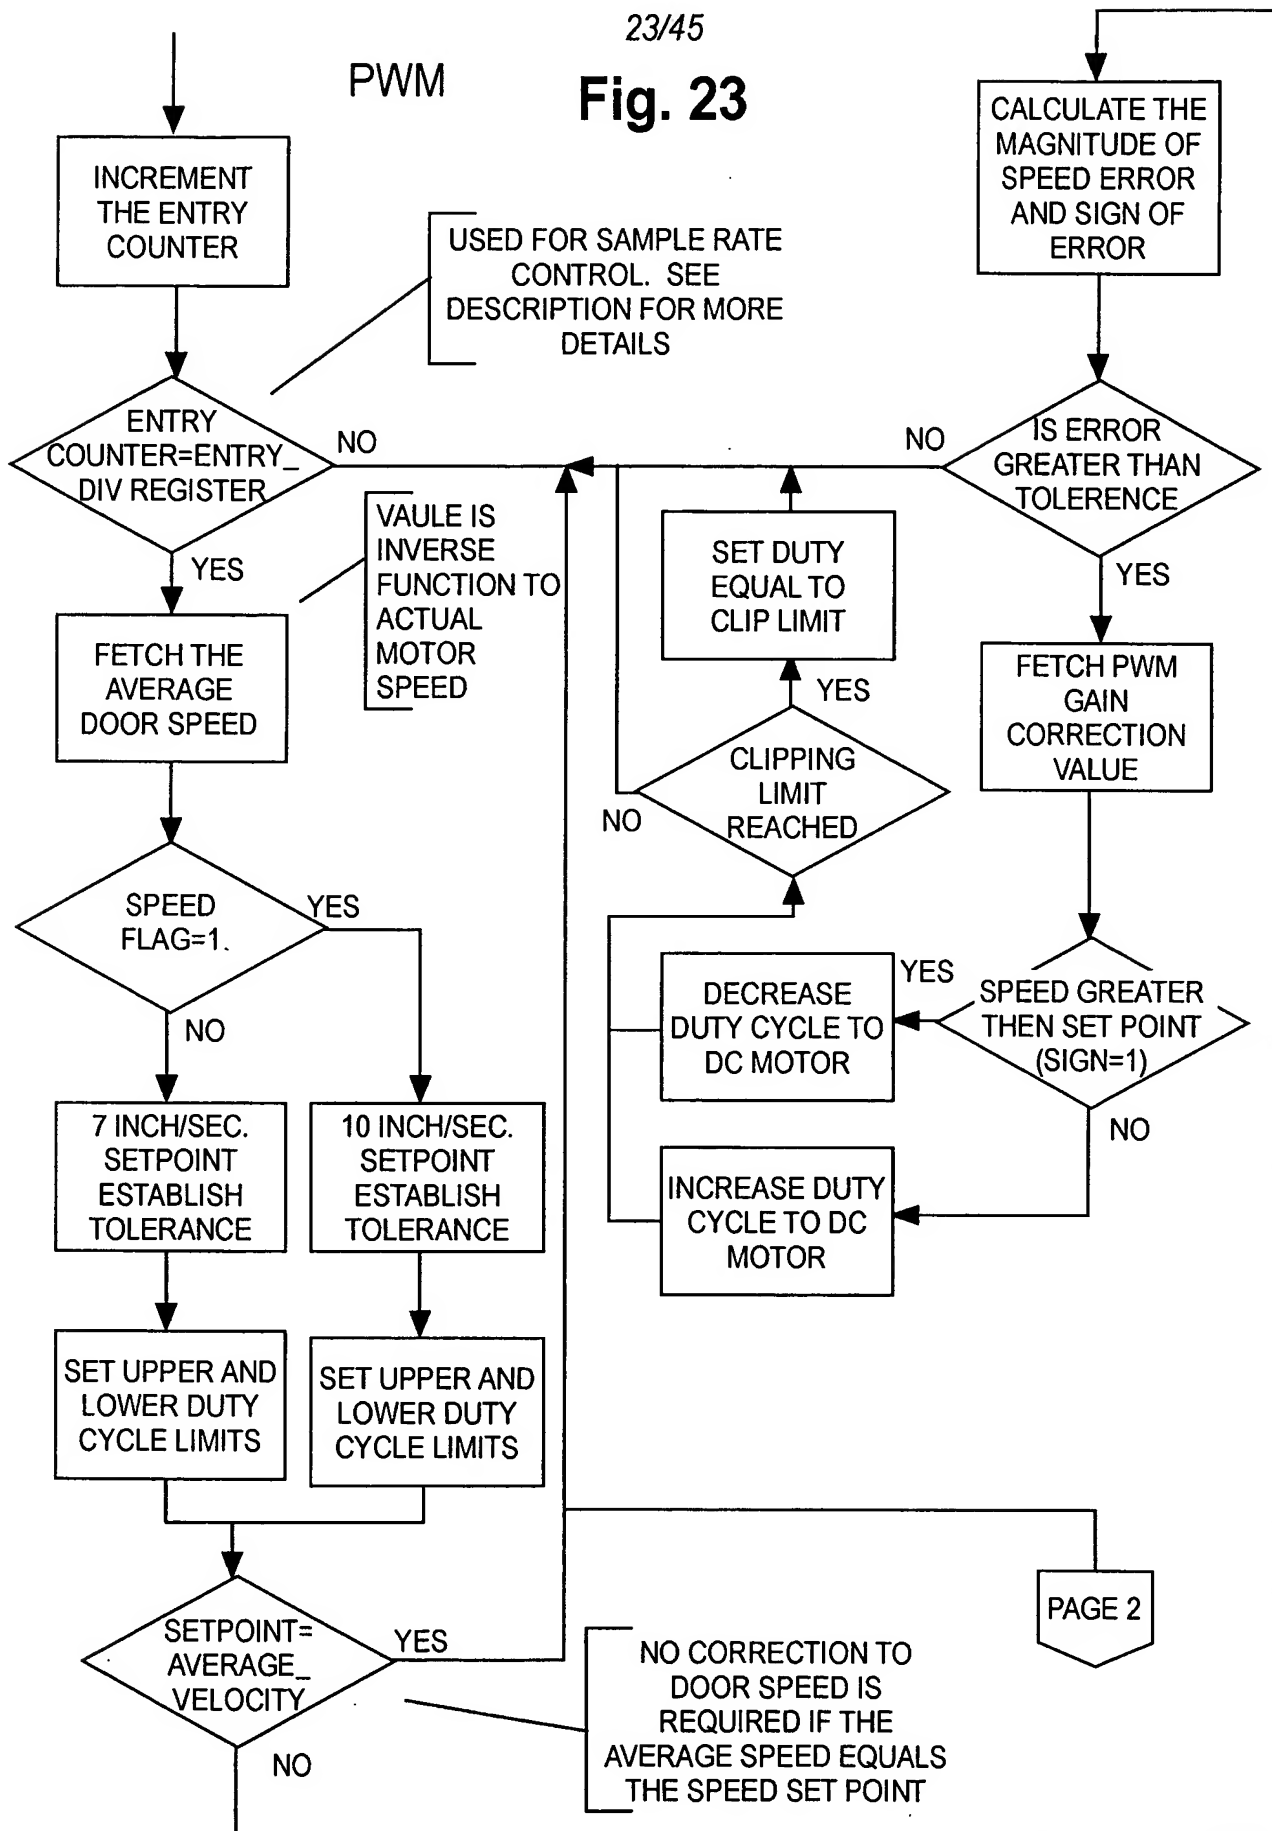 23/45
PWM
Fig. 23
INCREMENT
THE ENTRY
COUNTER
USED FOR SAMPLE RATE
CONTROL. SEE
DESCRIPTION FOR MORE
DETAILS
ENTRY
COUNTER=ENTRY_
DIV REGISTER
NO
YES
VAULE IS
INVERSE
FUNCTION TO
ACTUAL
MOTOR
SPEED
FETCH THE
AVERAGE
DOOR SPEED
SPEED
FLAG=1.
YES
NO
7 INCH/SEC.
SETPOINT
ESTABLISH
TOLERANCE
10 INCH/SEC.
SETPOINT
ESTABLISH
TOLERANCE
SET UPPER AND
LOWER DUTY
CYCLE LIMITS
SET UPPER AND
LOWER DUTY
CYCLE LIMITS
SETPOINT=
AVERAGE_
VELOCITY
YES
NO
NO CORRECTION TO
DOOR SPEED IS
REQUIRED IF THE
AVERAGE SPEED EQUALS
THE SPEED SET POINT
CALCULATE THE
MAGNITUDE OF
SPEED ERROR
AND SIGN OF
ERROR
IS ERROR
GREATER THAN
TOLERENCE
NO
YES
FETCH PWM
GAIN
CORRECTION
VALUE
SPEED GREATER
THEN SET POINT
(SIGN=1)
YES
NO
DECREASE
DUTY CYCLE TO
DC MOTOR
INCREASE DUTY
CYCLE TO DC
MOTOR
CLIPPING
LIMIT
REACHED
YES
NO
SET DUTY
EQUAL TO
CLIP LIMIT
PAGE 2